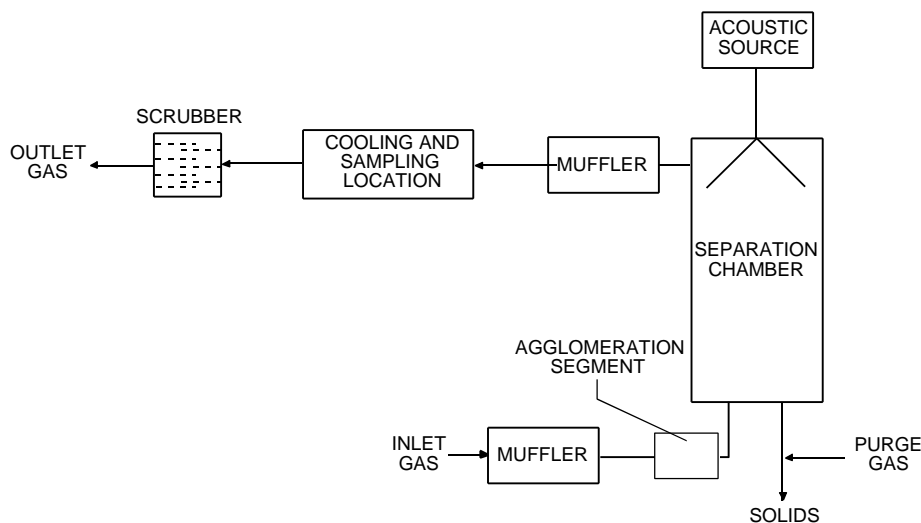 ACOUSTIC
SOURCE
SCRUBBER
OUTLET
GAS
COOLING AND
SAMPLING
LOCATION
MUFFLER
SEPARATION
CHAMBER
AGGLOMERATION
SEGMENT
INLET
GAS
MUFFLER
PURGE
GAS
SOLIDS